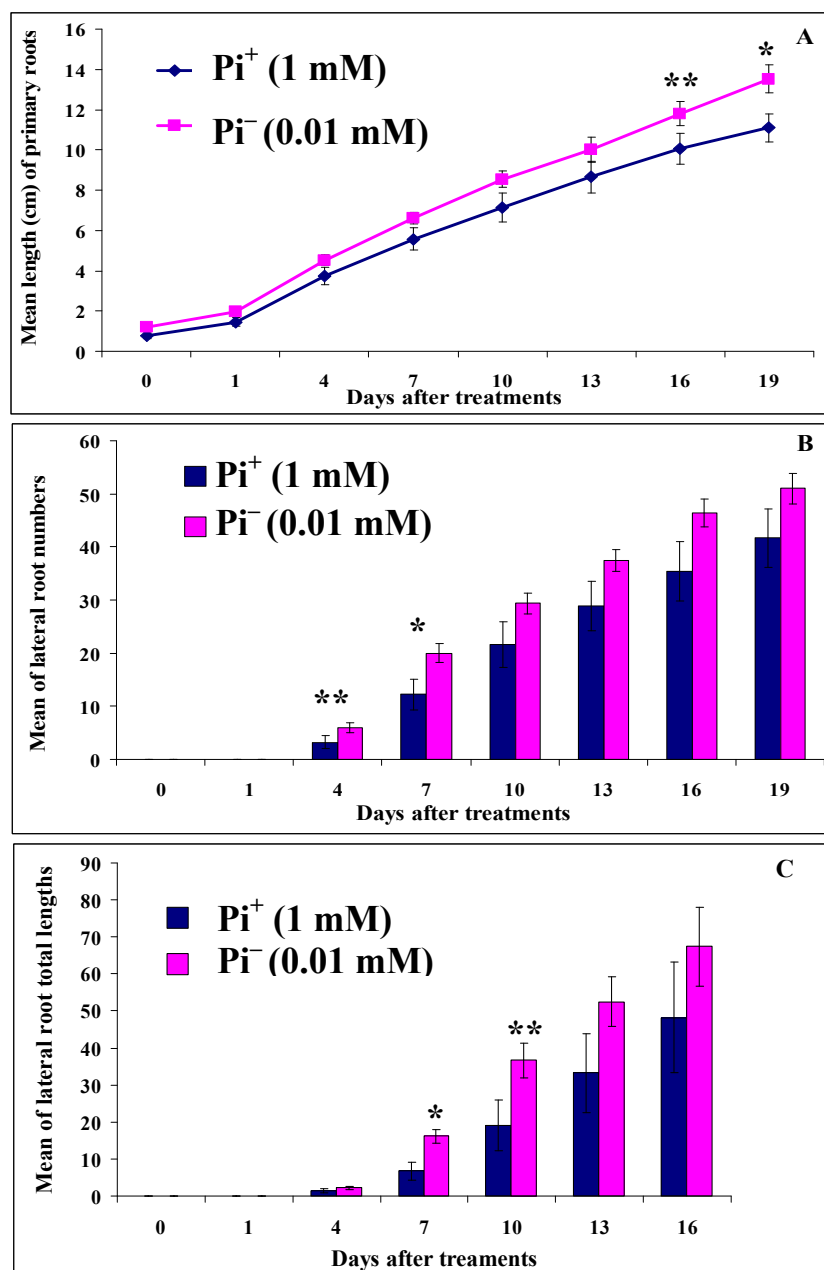 A
Pi+ (1 mM)
Pi− (0.01 mM)
**
*
Mean length (cm) of primary roots
16
14
12
10
8
6
4
2
0
0 1 4 7 10 13 16 19
Days after treatments
B
Pi+ (1 mM)
Pi− (0.01 mM)
**
*
Mean of lateral root numbers
60
50
40
30
20
10
0
0 1 4 7 10 13 16 19
Days after treatments
C
Pi+ (1 mM)
Pi− (0.01 mM)
*
**
Mean of lateral root total lengths
90
80
70
60
50
40
30
20
10
0
0 1 4 7 10 13 16
Days after treaments